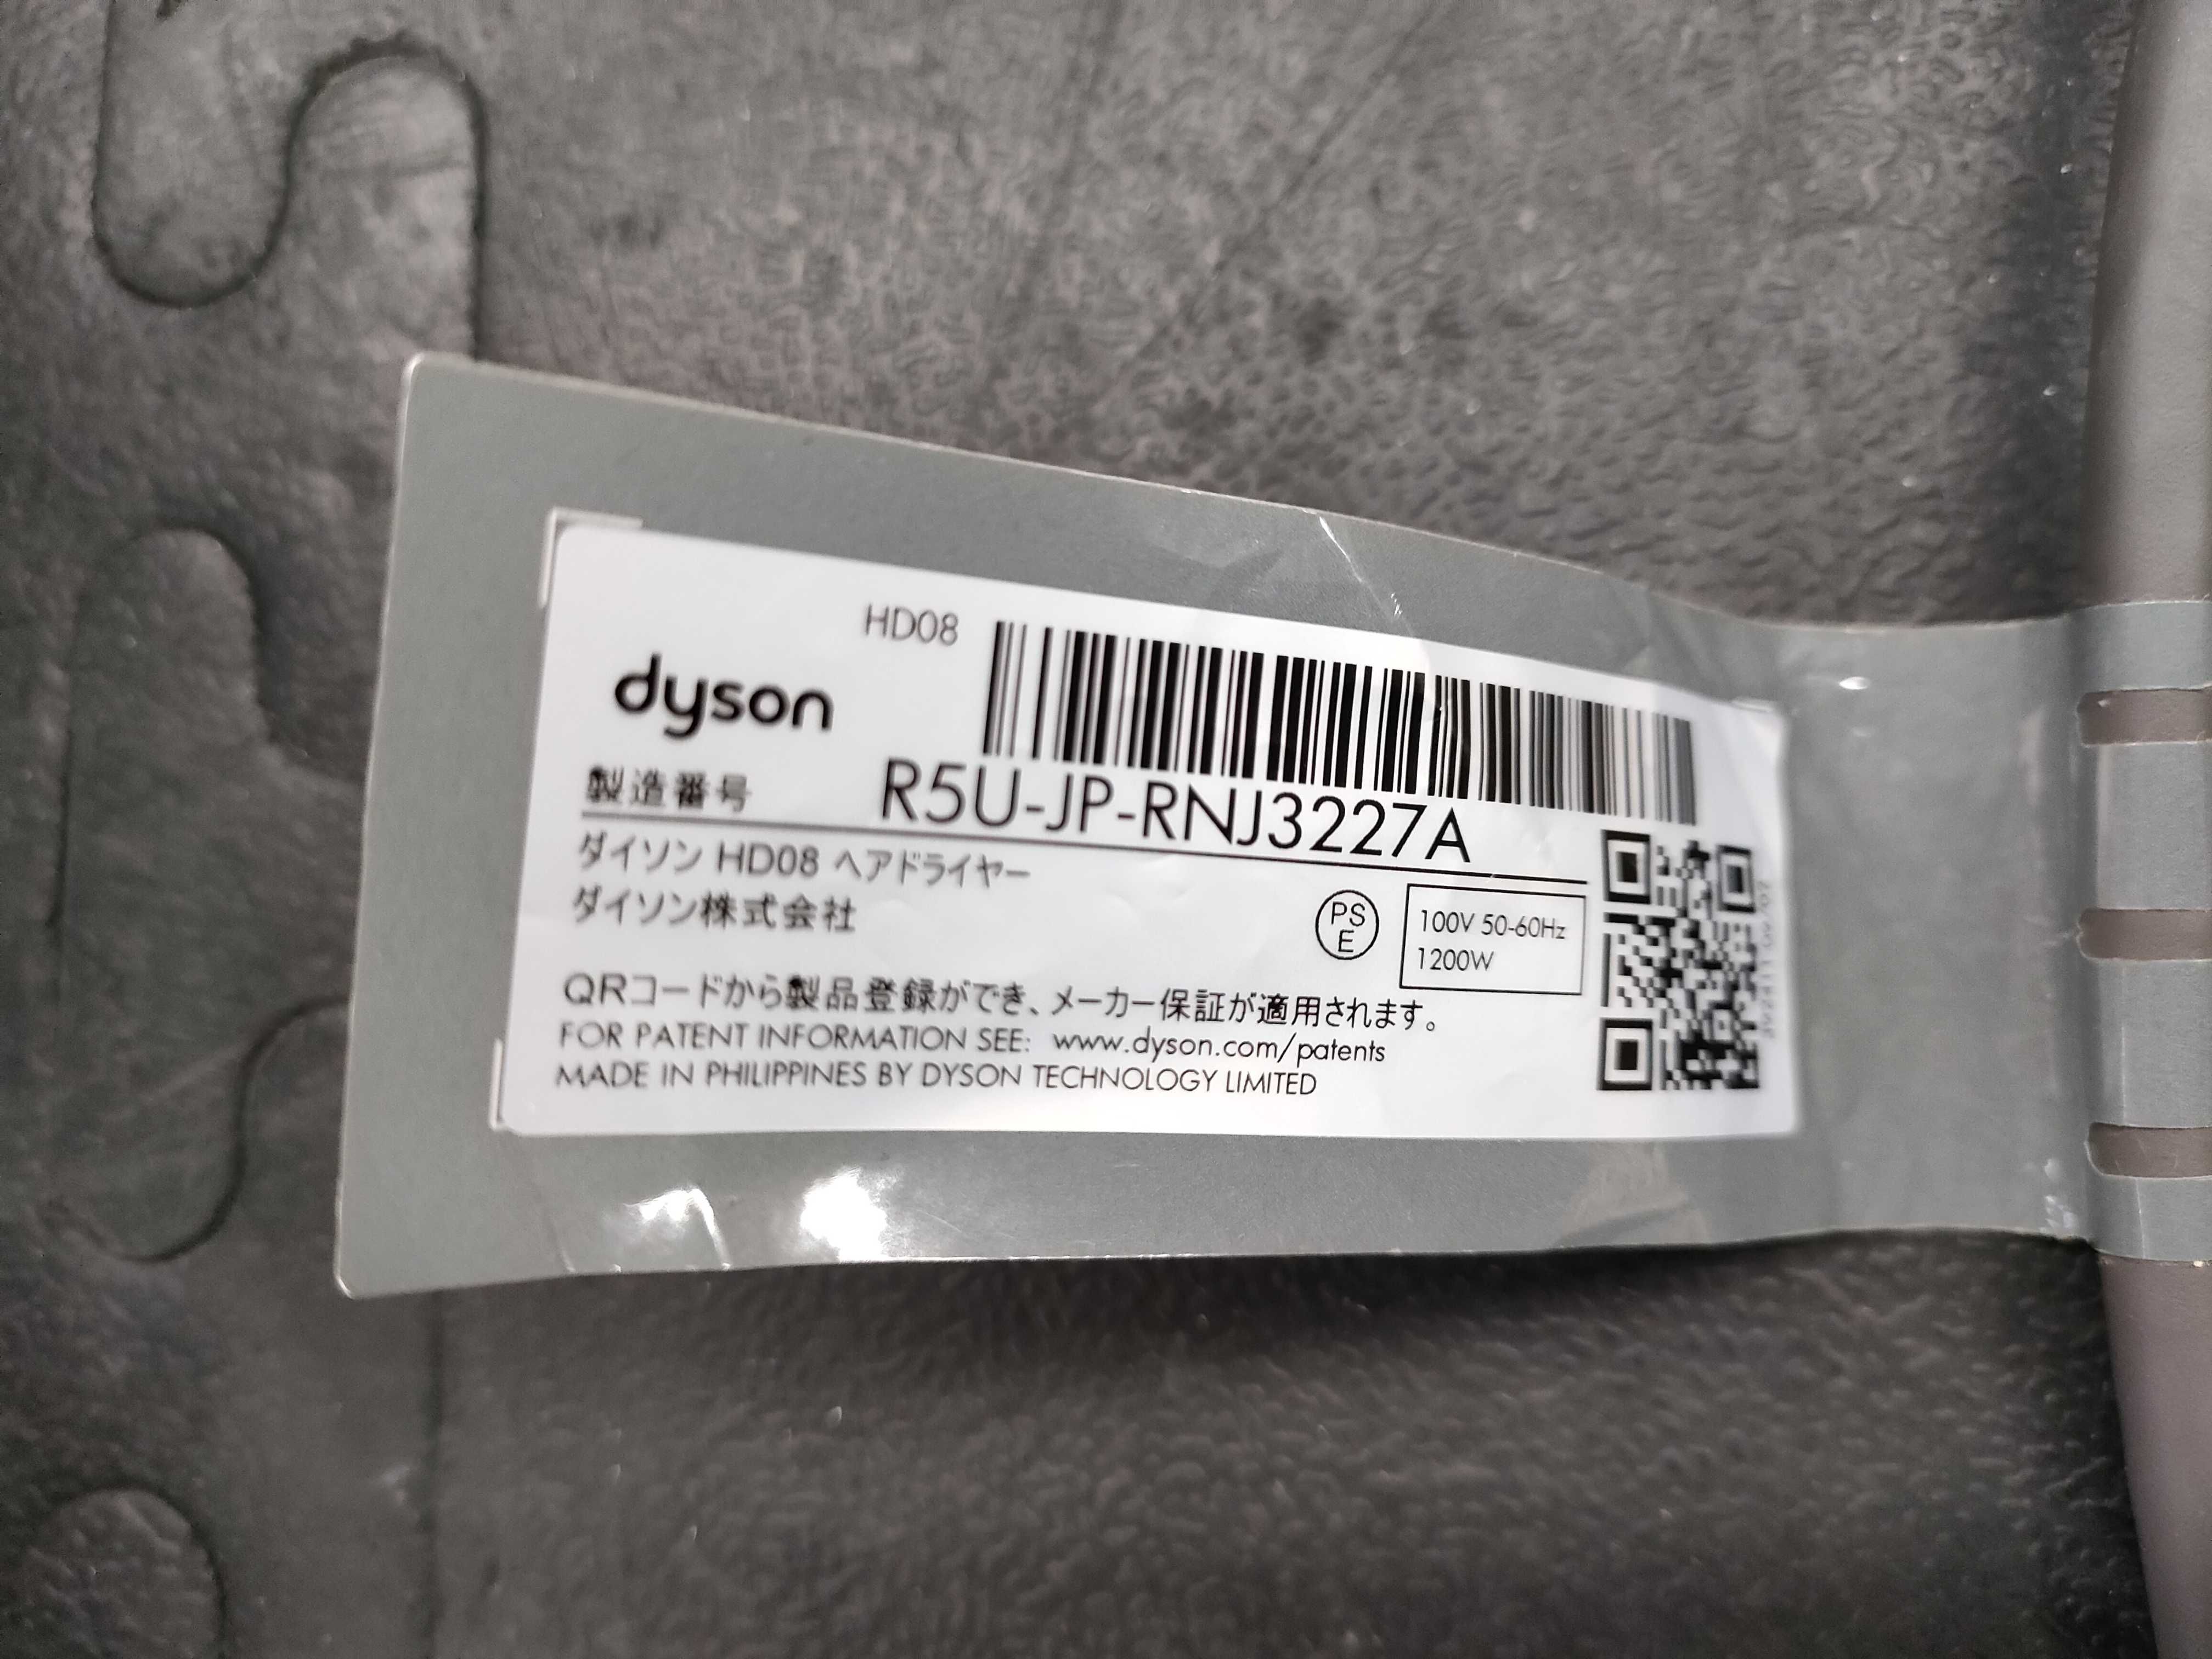 HD08
dyson
製造番号 R5U-JP-RNJ3227A
ダイソン HD08 ヘアドライヤー
ダイソン株式会社
PS
E
100V 50-60Hz
1200W
QRコードから製品登録ができ、メーカー保証が適用されます。
FOR PATENT INFORMATION SEE: www.dyson.com/patents
MADE IN PHILIPPINES BY DYSON TECHNOLOGY LIMITED